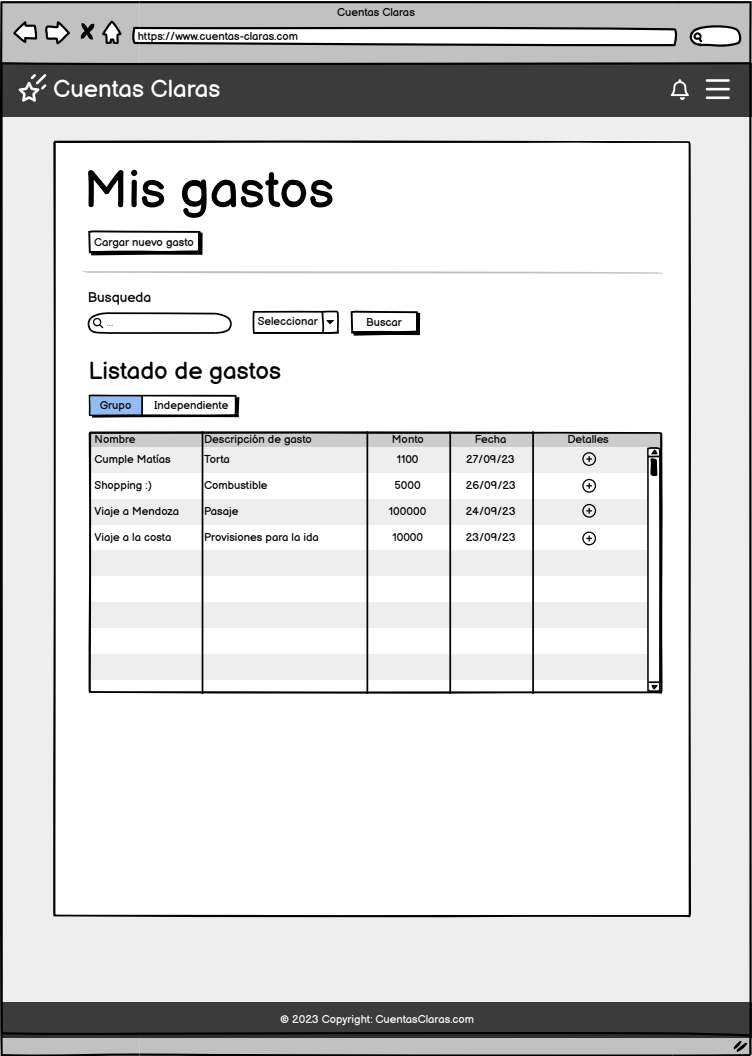 Cuentas Claras
https://www.cuentas-claras.com
Cuentas Claras
Mis gastos
Cargar nuevo gasto
Busqueda
... Seleccionar Buscar
Listado de gastos
Grupo Independiente
Nombre Descripción de gasto Monto Fecha Detalles
Cumple Matías Torta 1100 27/09/23
Shopping :) Combustible 5000 26/09/23
Viaje a Mendoza Pasaje 100000 24/09/23
Viaje a la costa Provisiones para la ida 10000 23/09/23
© 2023 Copyright: CuentasClaras.com